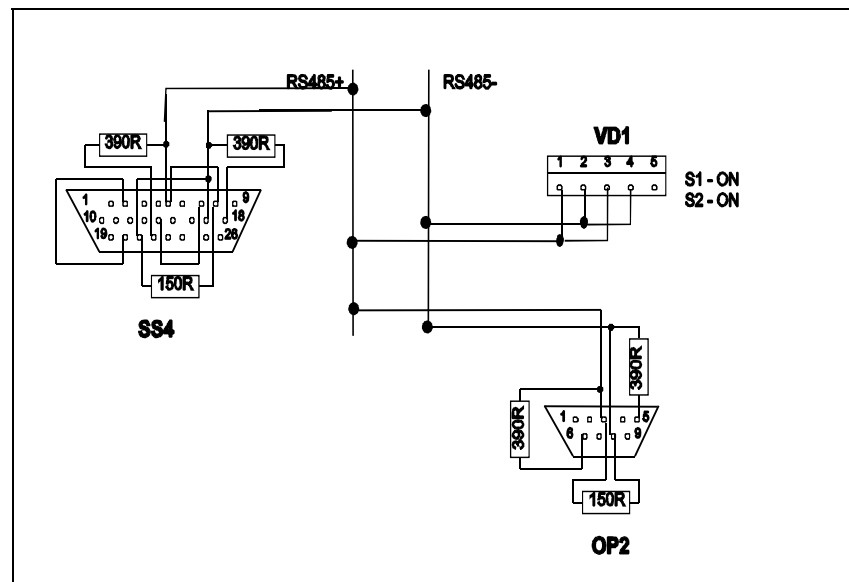 RS485+ RS485-
390R 390R
VD1
1 2 3 4 5
S1 - ON
S2 - ON
1 9
10 18
19 26
150R
SS4
390R
390R
1 5
6 9
150R
OP2